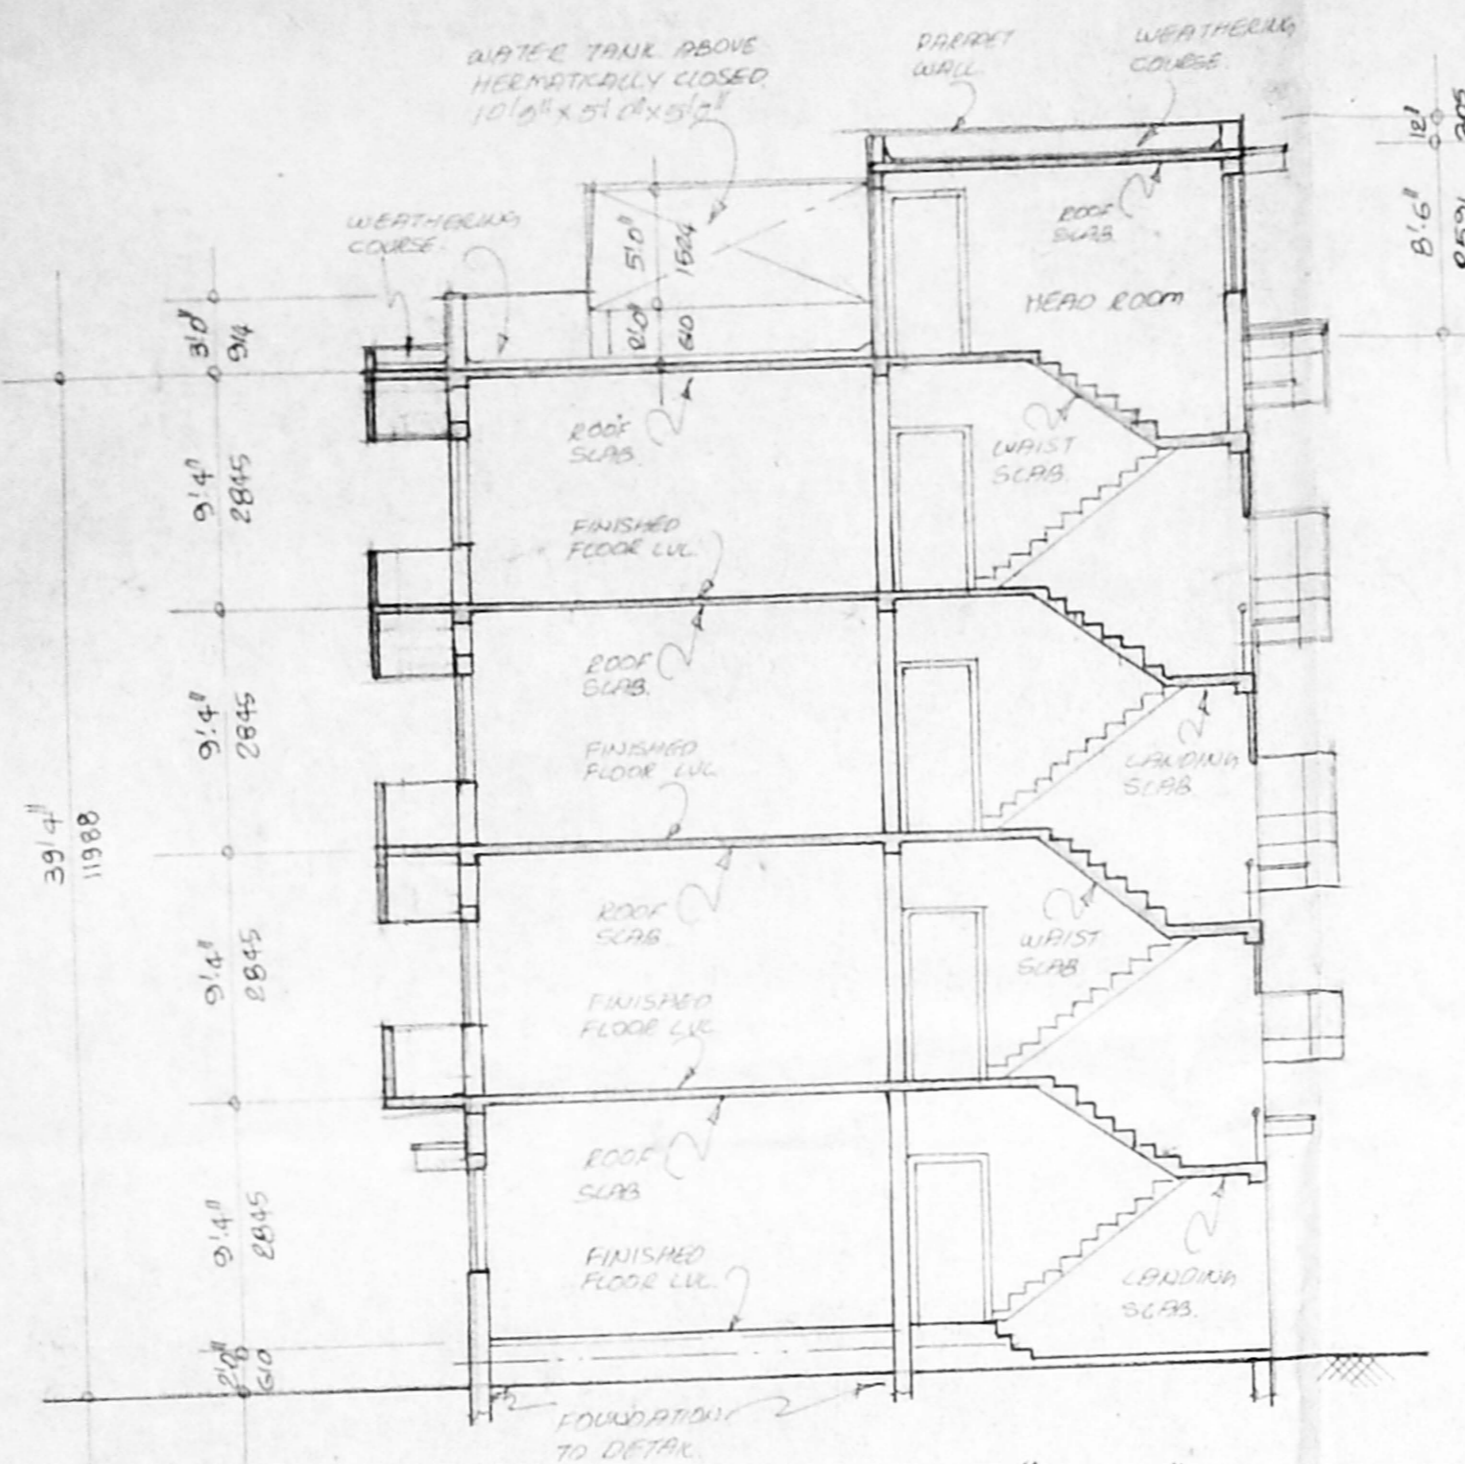 WATER TANK ABOVE
HERMATICALLY CLOSED.
PARAPET
WALL
WEATHERING
COURSE.
12"
305
8'.6"
2591
WEATHERING
COURSE.
5'.0"
1524
2'.0"
610
ROOF
SLAB
HEAD ROOM
3'.0"
914
9'.4"
2845
ROOF
SLAB
WAIST
SLAB.
FINISHED
FLOOR LVL.
9'.4"
2845
ROOF
SLAB.
FINISHED
FLOOR LVL
LANDING
SLAB
39'.4"
11988
9'.4"
2845
ROOF
SLAB
WAIST
SLAB
FINISHED
FLOOR LVL
9'.4"
2845
ROOF
SLAB
FINISHED
FLOOR LVL.
LANDING
SLAB.
2'.0"
610
FOUNDATION
TO DETAIL